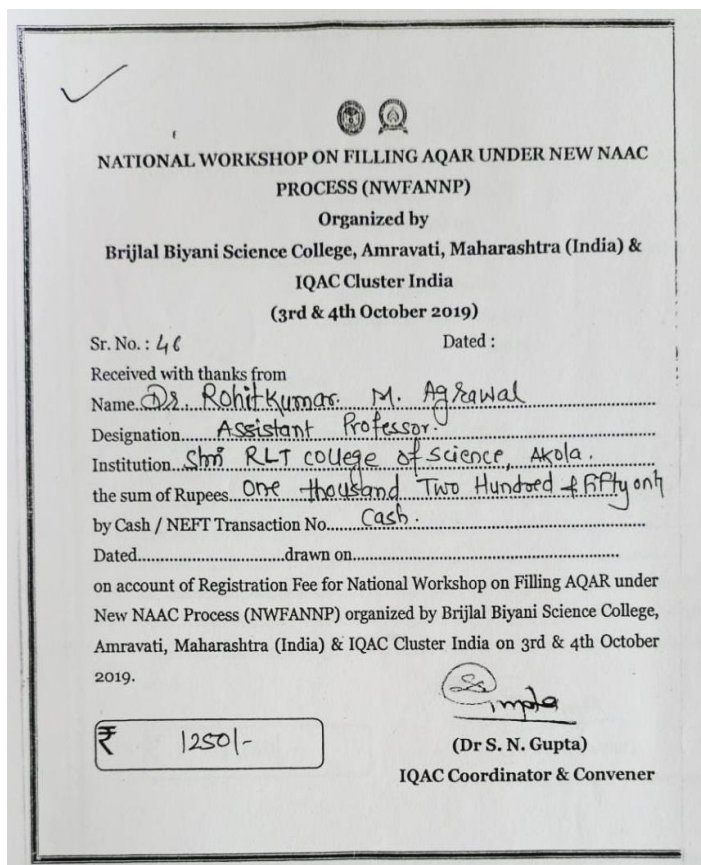 NATIONAL WORKSHOP ON FILLING AQAR UNDER NEW NAAC
PROCESS (NWFANNP)
Organized by
Brijlal Biyani Science College, Amravati, Maharashtra (India) &
IQAC Cluster India
(3rd & 4th October 2019)
Sr. No. : 46 Dated :
Received with thanks from
Name Dr. RohitKumar. M. Agrawal
Designation Assistant Professor.
Institution Shri RLT college of science, Akola.
the sum of Rupees One thousand Two Hundred & Fifty only
by Cash / NEFT Transaction No. Cash.
Dated..............................drawn on......................................................
on account of Registration Fee for National Workshop on Filling AQAR under
New NAAC Process (NWFANNP) organized by Brijlal Biyani Science College,
Amravati, Maharashtra (India) & IQAC Cluster India on 3rd & 4th October
2019.
Gupta
₹ 1250/-
(Dr S. N. Gupta)
IQAC Coordinator & Convener